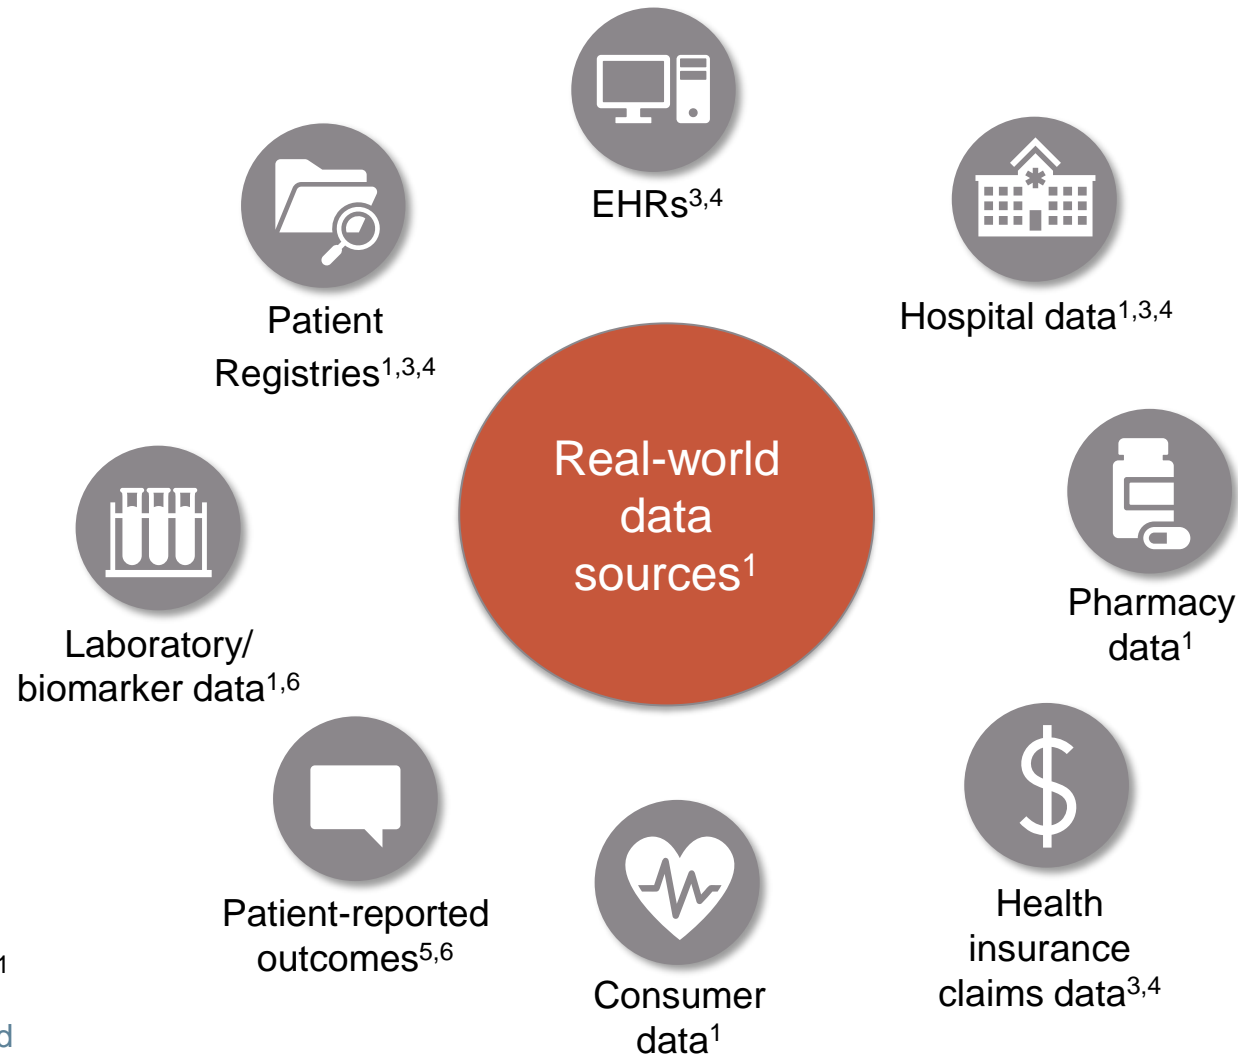 EHRs3,4
Patient
Registries1,3,4
Hospital data1,3,4
Real-world
data
sources1
Pharmacy
data1
Laboratory/
biomarker data1,6
Patient-reported
outcomes5,6
Health
insurance
claims data3,4
Consumer
data1
1
d